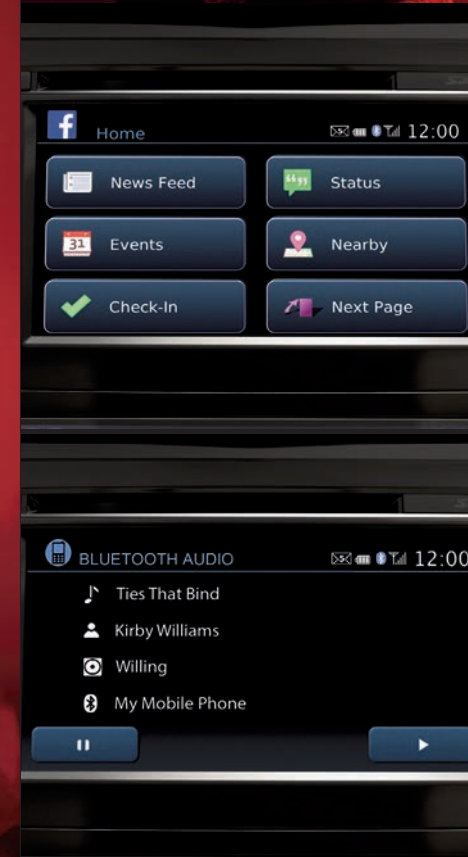 f Home 12:00
News Feed Status
31 Events Nearby
Check-In Next Page
BLUETOOTH AUDIO 12:00
Ties That Bind
Kirby Williams
Willing
My Mobile Phone